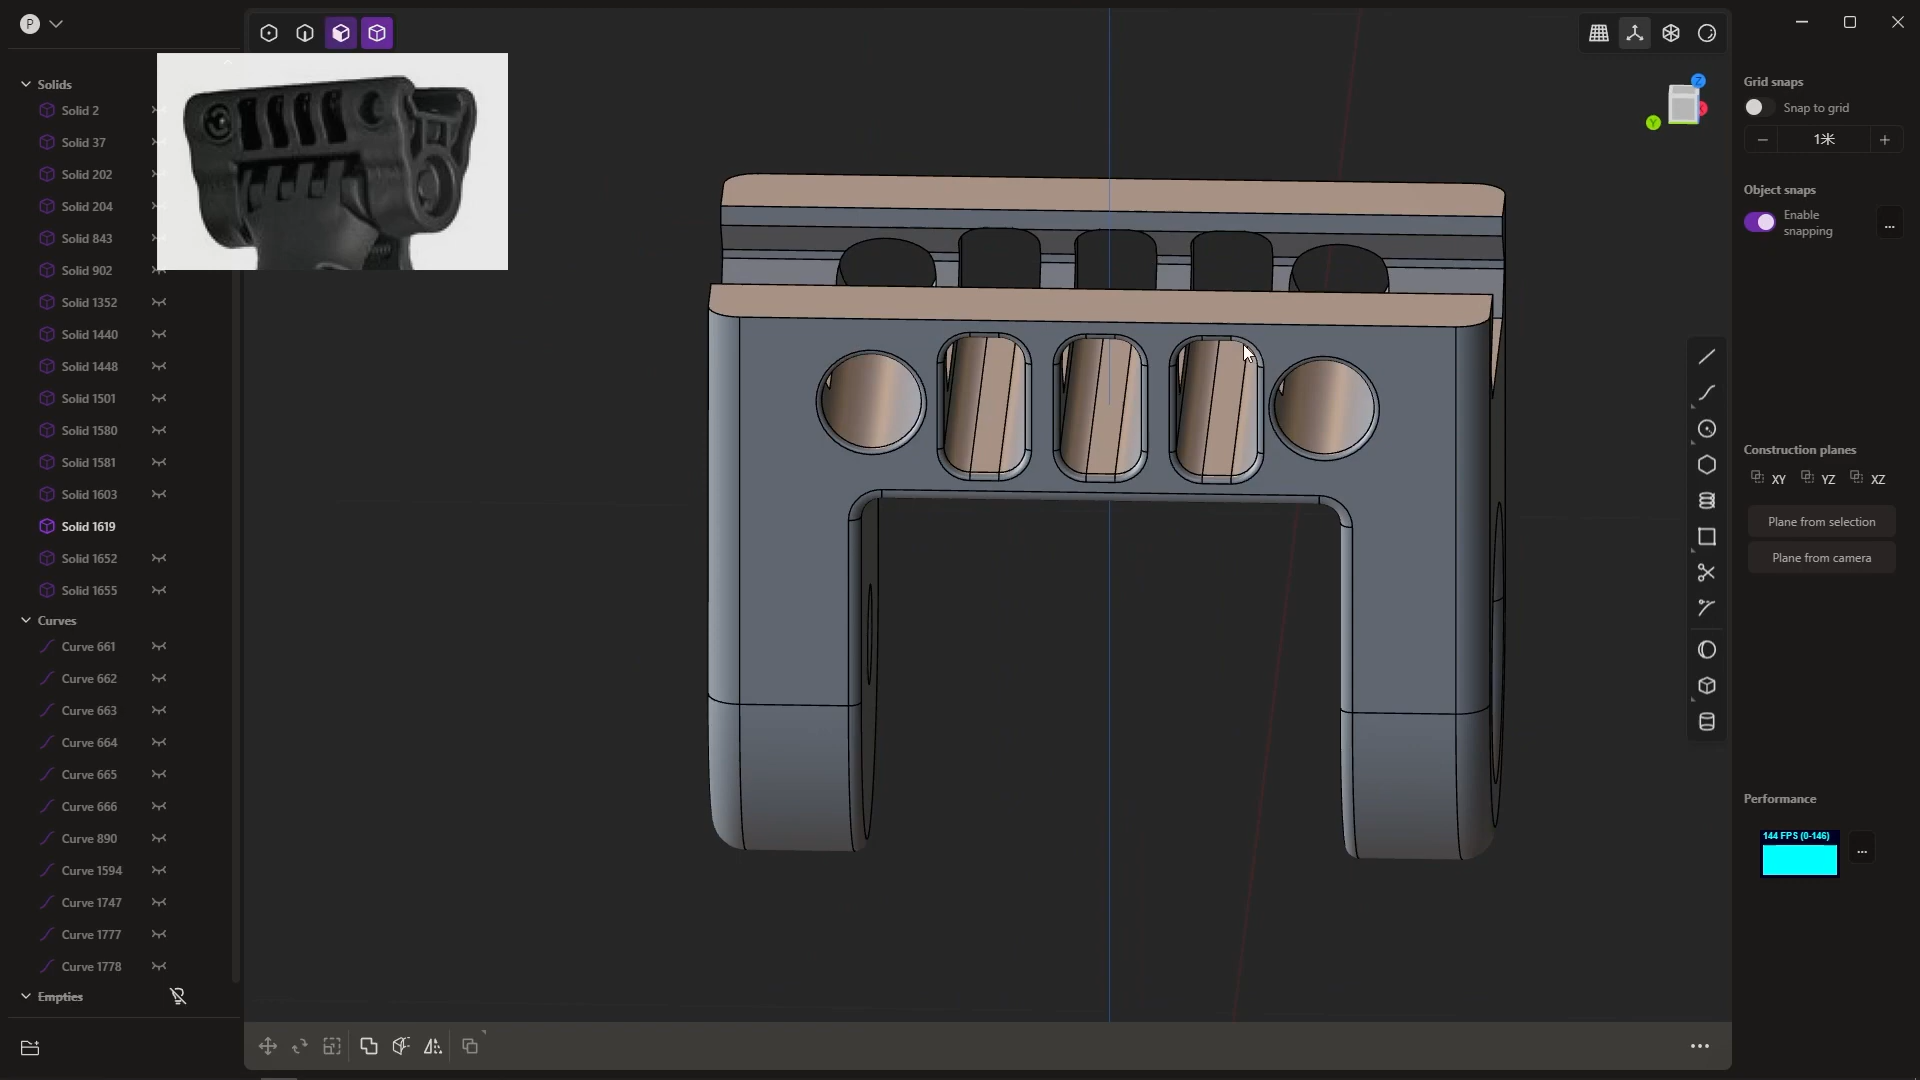 P
Solids
Solid 2
Solid 37
Solid 202
Solid 204
Solid 843
Solid 902
Solid 1352
Solid 1440
Solid 1448
Solid 1501
Solid 1580
Solid 1581
Solid 1603
Solid 1619
Solid 1652
Solid 1655
Curves
Curve 661
Curve 662
Curve 663
Curve 664
Curve 665
Curve 666
Curve 890
Curve 1594
Curve 1747
Curve 1777
Curve 1778
Empties
Z
X
Y
Grid snaps
Snap to grid
1米
Object snaps
Enable
snapping
...
Construction planes
XY YZ XZ
Plane from selection
Plane from camera
Performance
144 FPS (0-146)
...